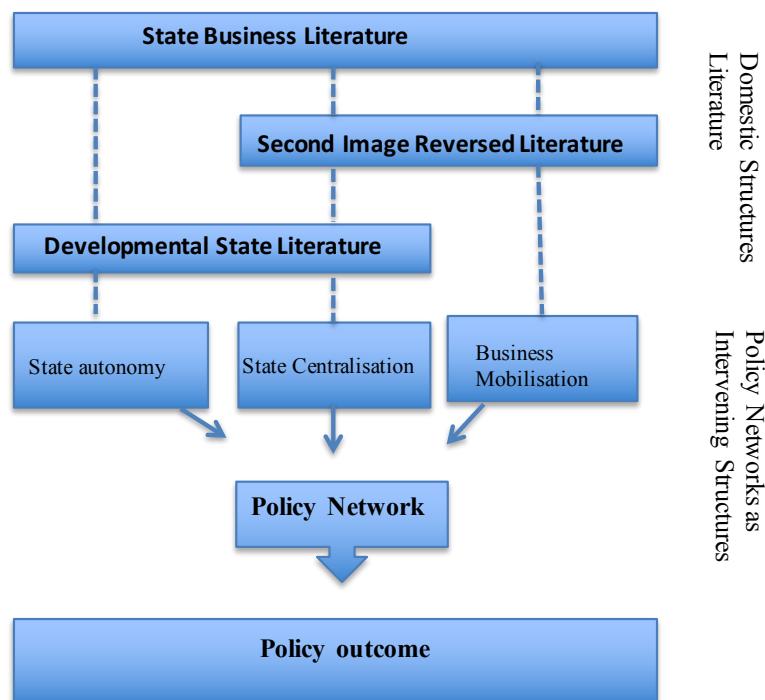 State Business Literature
Second Image Reversed Literature
Developmental State Literature
State autonomy
State Centralisation
Business
Mobilisation
Policy Network
Policy outcome
Domestic Structures
Literature
Policy Networks as
Intervening Structures